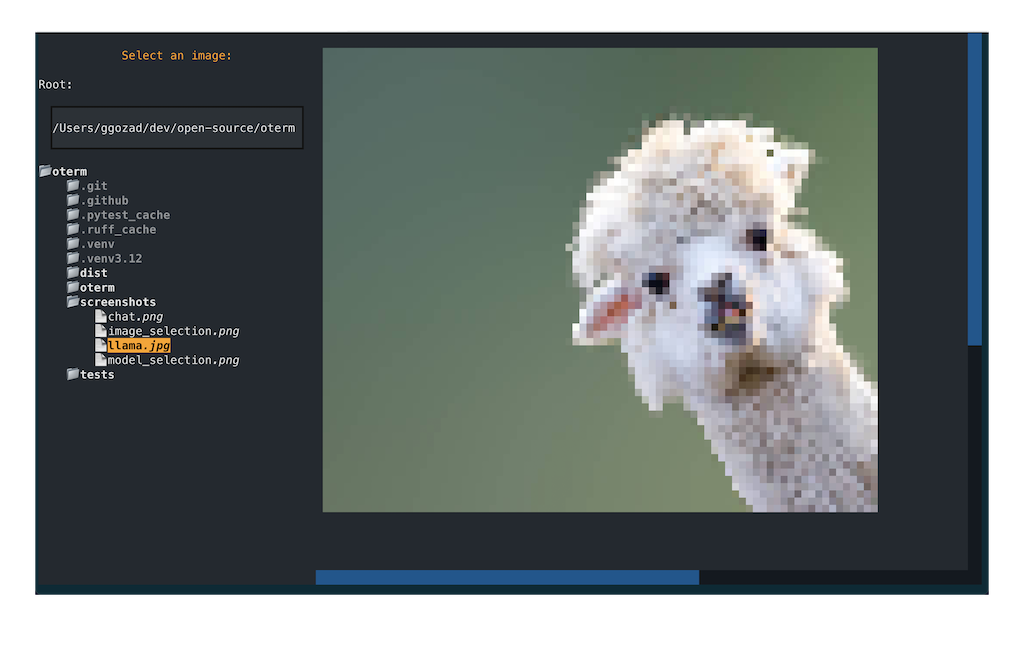 Select an image:
Root:
/Users/ggozad/dev/open-source/oterm
oterm
.git
.github
.pytest_cache
.ruff_cache
.venv
.venv3.12
dist
oterm
screenshots
chat.png
image_selection.png
llama.jpg
model_selection.png
tests